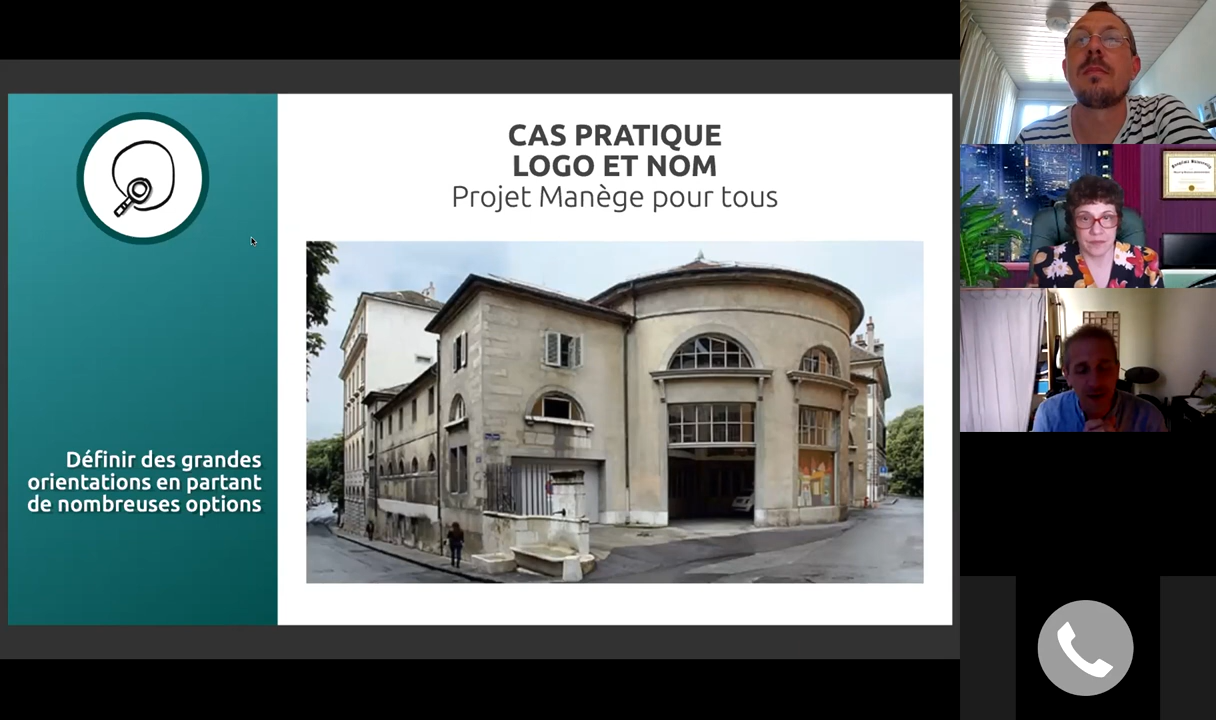 CAS PRATIQUE
LOGO ET NOM
Projet Manège pour tous
Définir des grandes
orientations en partant
de nombreuses options